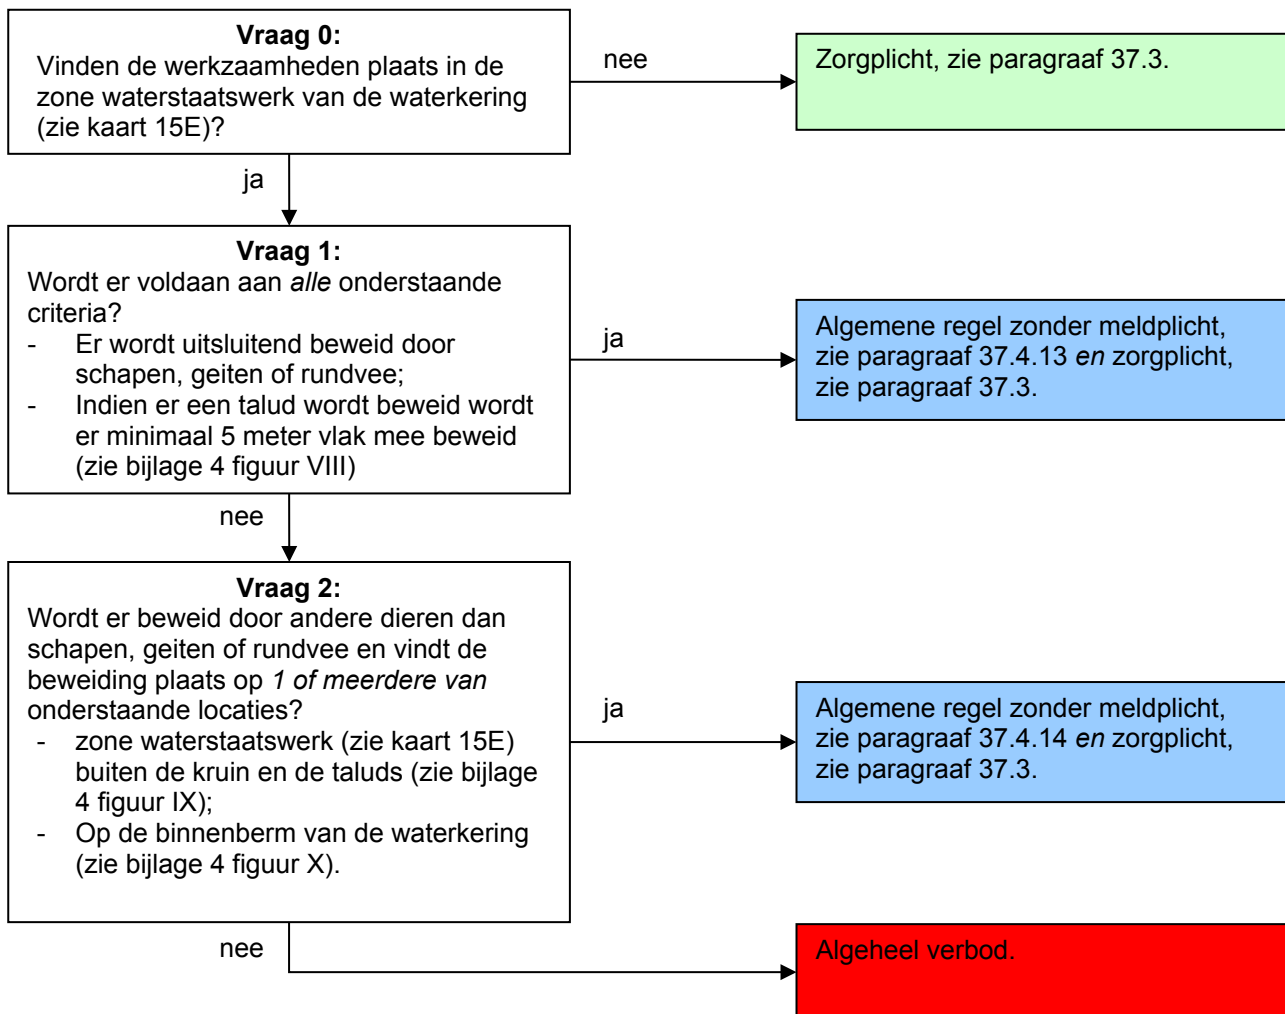 Vraag 0:
Vinden de werkzaamheden plaats in de
zone waterstaatswerk van de waterkering
(zie kaart 15E)?
nee
Zorgplicht, zie paragraaf 37.3.
ja
Vraag 1:
Wordt er voldaan aan alle onderstaande
criteria?
- Er wordt uitsluitend beweid door
schapen, geiten of rundvee;
- Indien er een talud wordt beweid wordt
er minimaal 5 meter vlak mee beweid
(zie bijlage 4 figuur VIII)
ja
Algemene regel zonder meldplicht,
zie paragraaf 37.4.13 en zorgplicht,
zie paragraaf 37.3.
nee
Vraag 2:
Wordt er beweid door andere dieren dan
schapen, geiten of rundvee en vindt de
beweiding plaats op 1 of meerdere van
onderstaande locaties?
- zone waterstaatswerk (zie kaart 15E)
buiten de kruin en de taluds (zie bijlage
4 figuur IX);
- Op de binnenberm van de waterkering
(zie bijlage 4 figuur X).
ja
Algemene regel zonder meldplicht,
zie paragraaf 37.4.14 en zorgplicht,
zie paragraaf 37.3.
nee
Algeheel verbod.